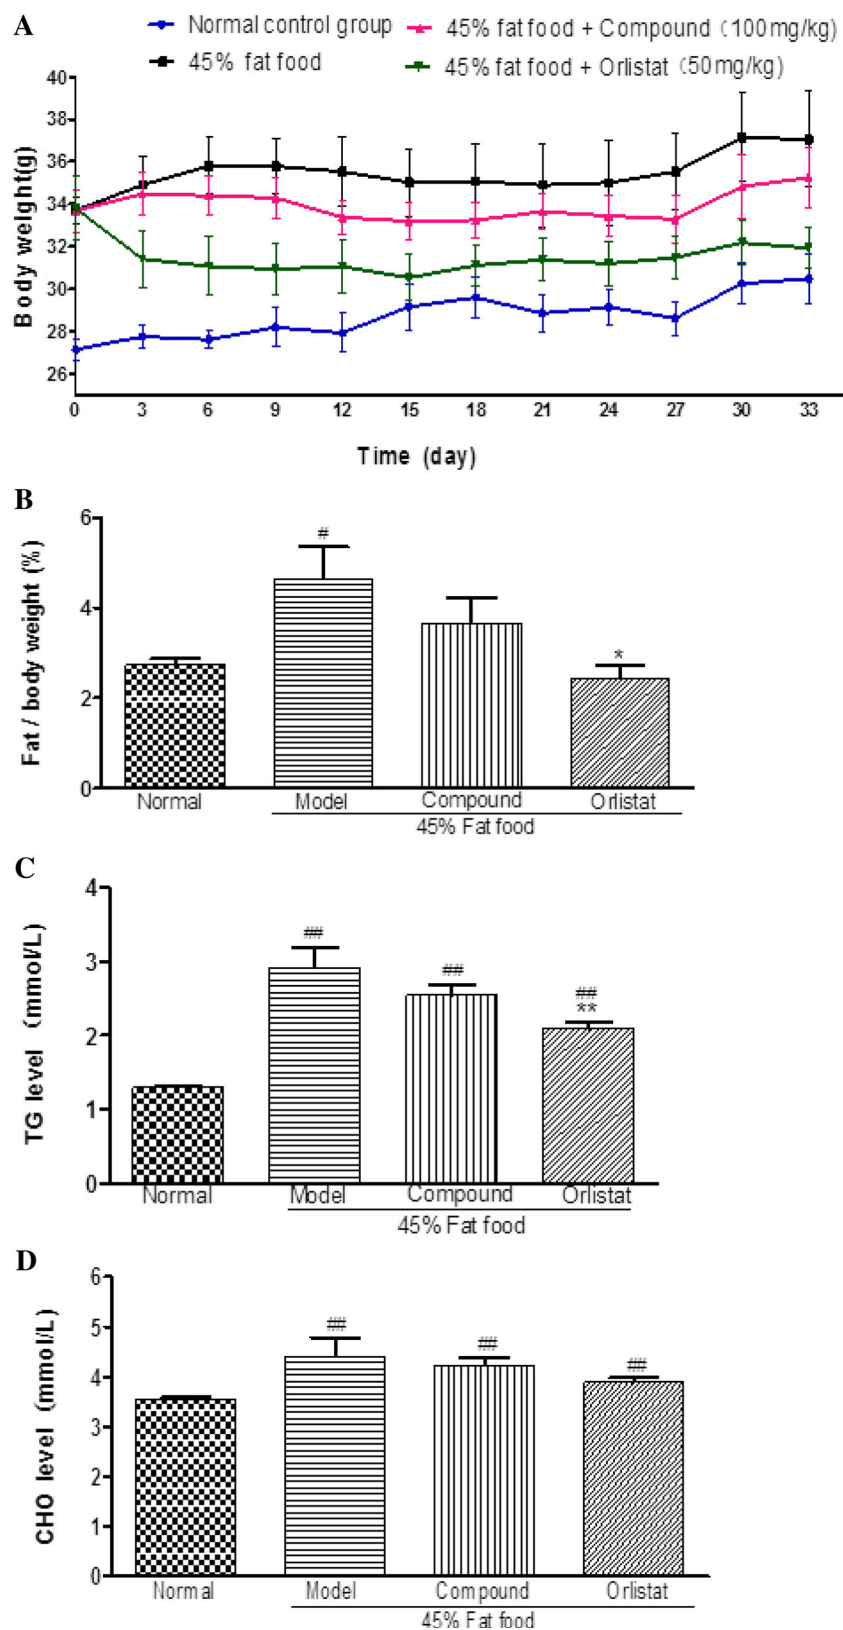 A
Normal control group
45% fat food + Compound（100mg/kg)
45% fat food
45% fat food + Orlistat（50mg/kg)
Body weight(g)
40
38
36
34
32
30
28
26
0 3 6 9 12 15 18 21 24 27 30 33
Time (day)
B
Fat / body weight (%)
6
4
2
0
#
*
Normal Model Compound Orlistat
45% Fat food
C
TG level（mmol/L)
4
3
2
1
0
##
##
##
**
Normal Model Compound Orlistat
45% Fat food
D
CHO level（mmol/L)
6
5
4
3
2
1
0
##
##
##
Normal Model Compound Orlistat
45% Fat food